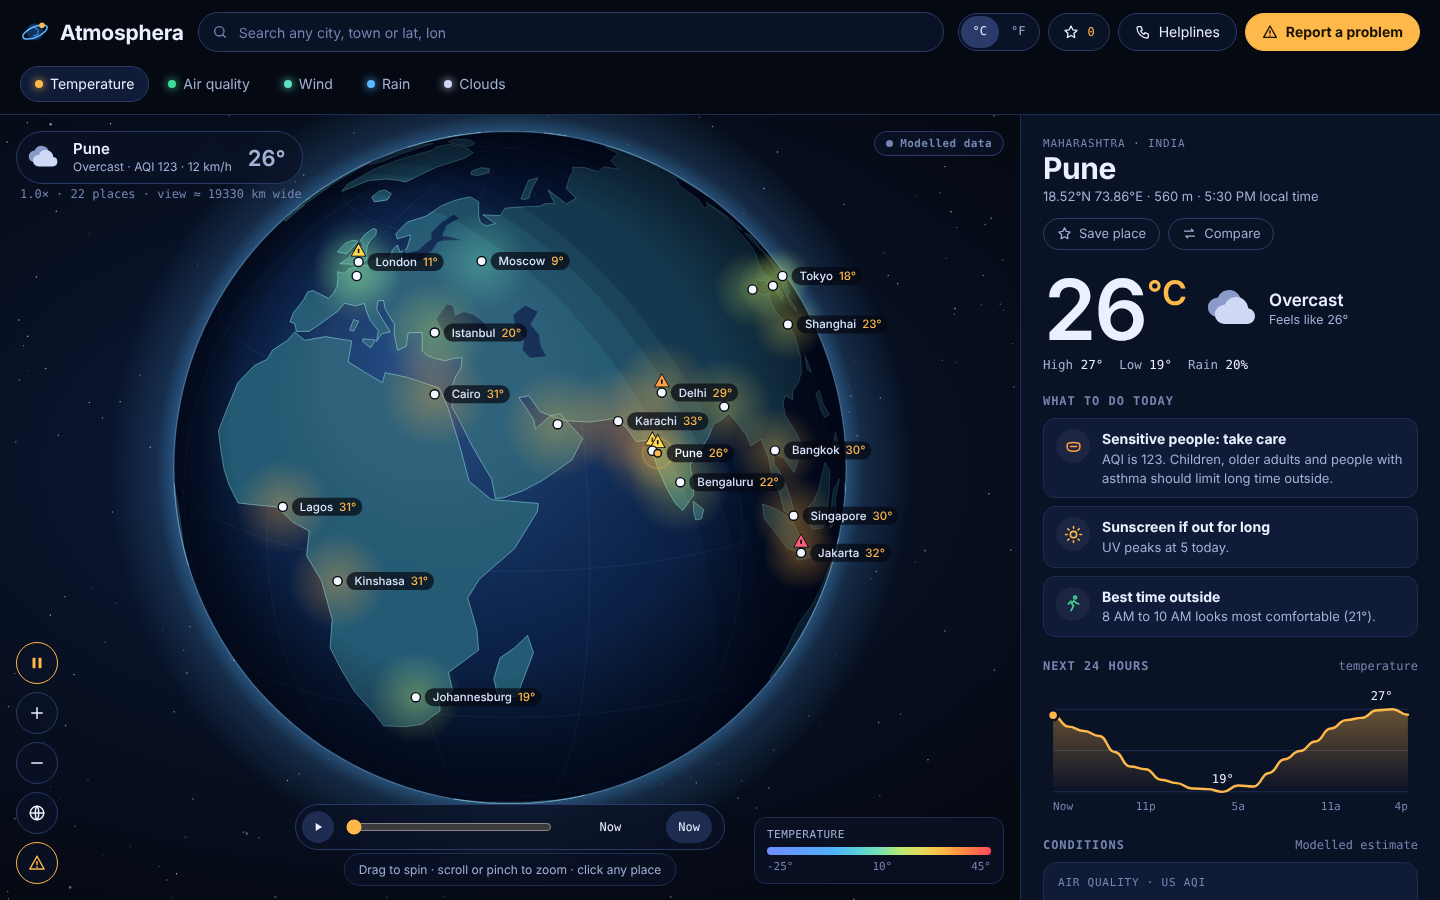 Atmosphera
Search any city, town or lat, lon
°C °F
0
Helplines
Report a problem
Temperature
Air quality
Wind
Rain
Clouds
Pune
Overcast · AQI 123 · 12 km/h
26°
1.0× · 22 places · view ≈ 19330 km wide
Modelled data
London 11°
Moscow 9°
Tokyo 18°
Istanbul 20°
Shanghai 23°
Cairo 31°
Delhi 29°
Karachi 33°
Pune 26°
Bangkok 30°
Bengaluru 22°
Lagos 31°
Singapore 30°
Jakarta 32°
Kinshasa 31°
Johannesburg 19°
Now
Now
Drag to spin · scroll or pinch to zoom · click any place
TEMPERATURE
-25° 10° 45°
MAHARASHTRA · INDIA
Pune
18.52°N 73.86°E · 560 m · 5:30 PM local time
Save place
Compare
26°C
Overcast
Feels like 26°
High 27° Low 19° Rain 20%
WHAT TO DO TODAY
Sensitive people: take care
AQI is 123. Children, older adults and people with
asthma should limit long time outside.
Sunscreen if out for long
UV peaks at 5 today.
Best time outside
8 AM to 10 AM looks most comfortable (21°).
NEXT 24 HOURS
temperature
27°
19°
Now 11p 5a 11a 4p
CONDITIONS
Modelled estimate
AIR QUALITY · US AQI